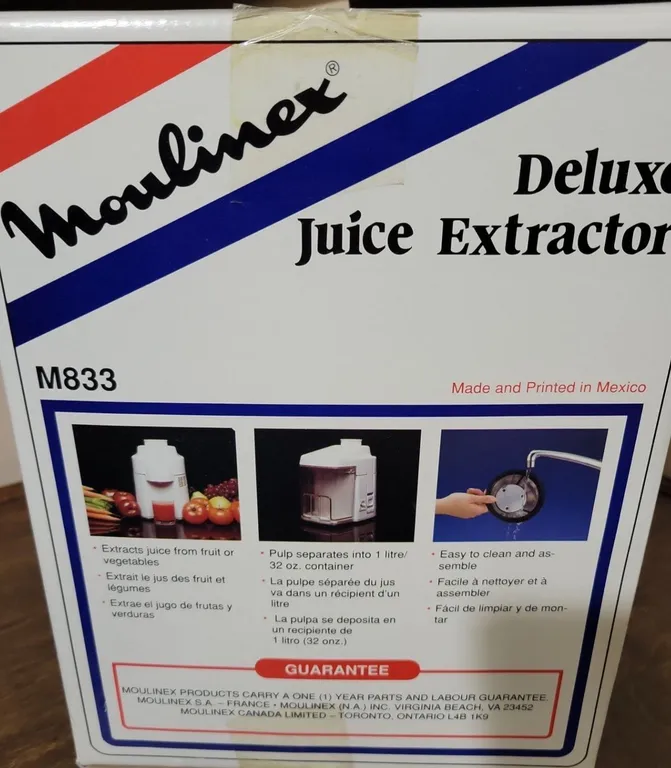 Moulinex®
Deluxe
Juice Extractor
M833
Made and Printed in Mexico
• Extracts juice from fruit or
vegetables
• Extrait le jus des fruit et
légumes
• Extrae el jugo de frutas y
verduras
• Pulp separates into 1 litre/
32 oz. container
• La pulpe séparée du jus
va dans un récipient d'un
litre
• La pulpa se deposita en
un recipiente de
1 litro (32 onz.)
• Easy to clean and as-
semble
• Facile à nettoyer et à
assembler
• Fácil de limpiar y de mon-
tar
GUARANTEE
MOULINEX PRODUCTS CARRY A ONE (1) YEAR PARTS AND LABOUR GUARANTEE.
MOULINEX S.A. – FRANCE • MOULINEX (N.A.) INC. VIRGINIA BEACH, VA 23452
MOULINEX CANADA LIMITED – TORONTO, ONTARIO L4B 1K9